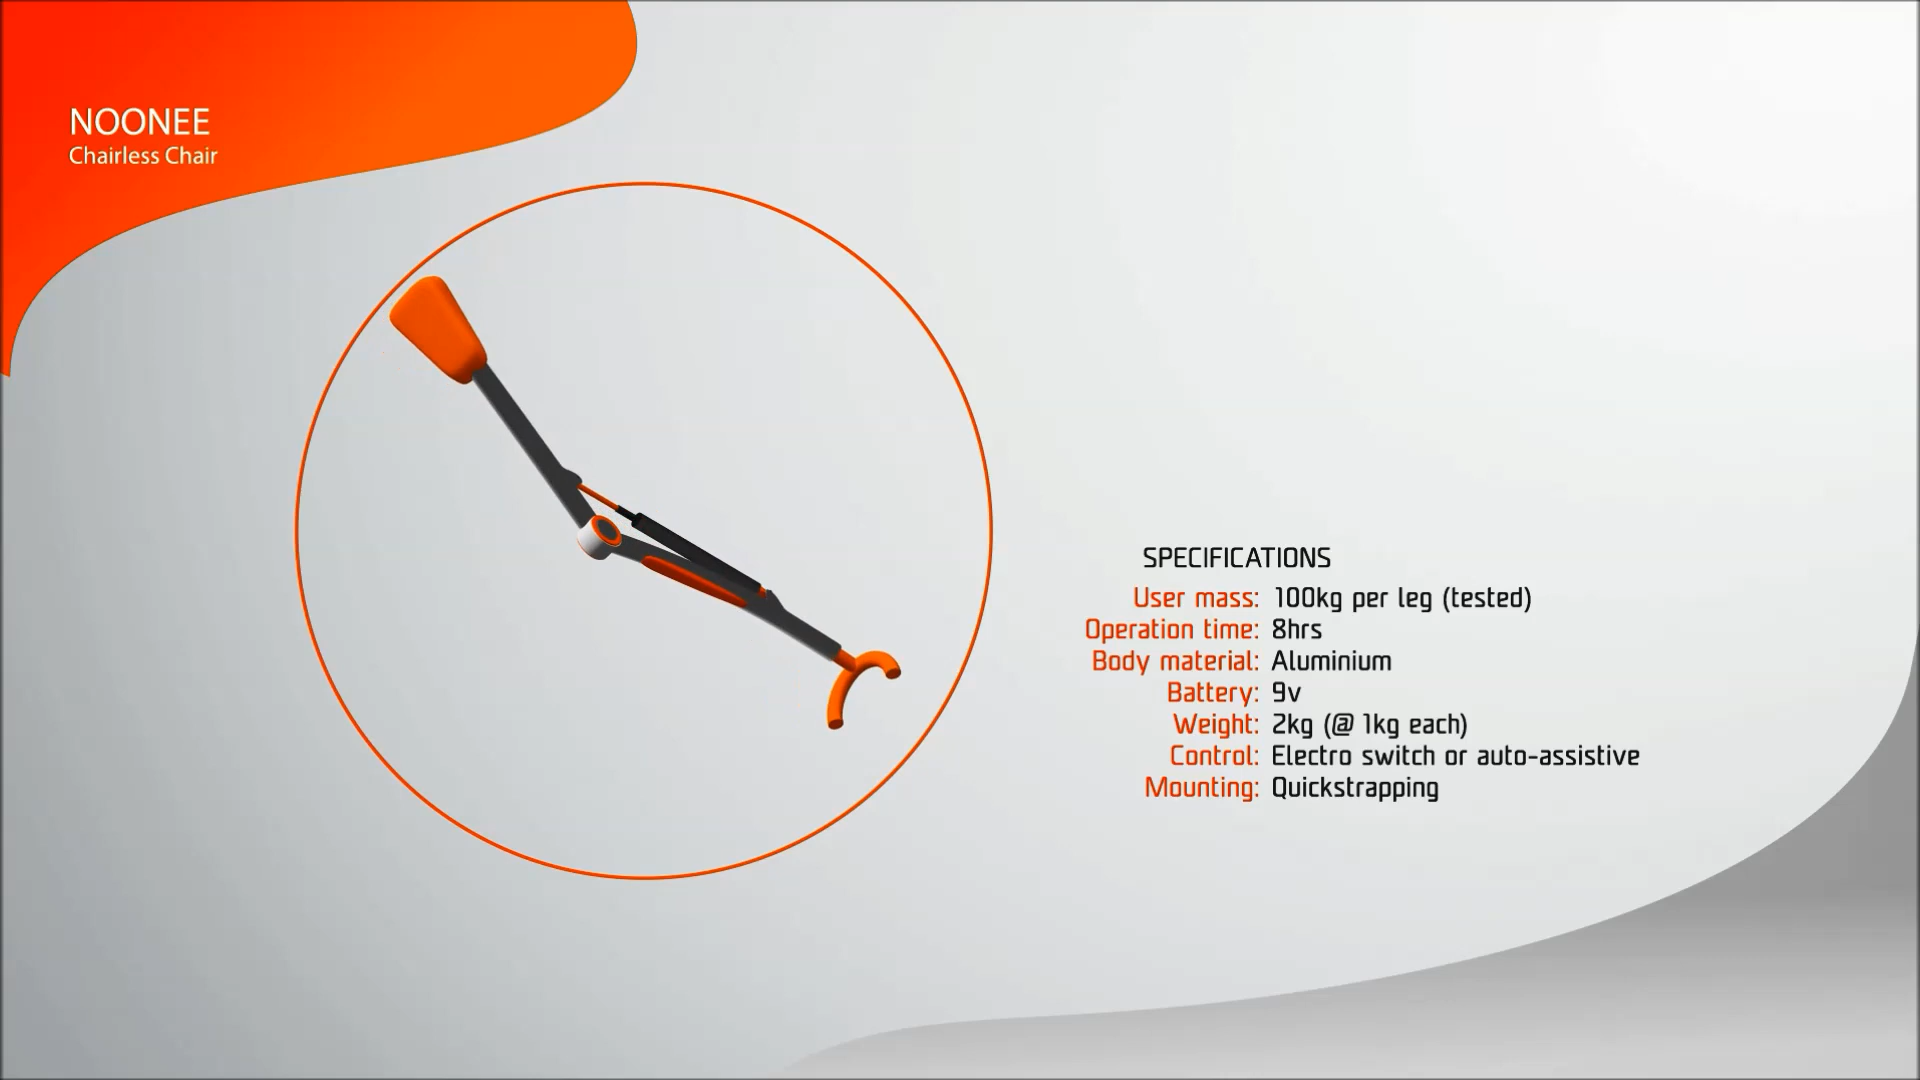 NOONEE
Chairless Chair
SPECIFICATIONS
User mass: 100kg per leg (tested)
Operation time: 8hrs
Body material: Aluminium
Battery: 9v
Weight: 2kg (@ 1kg each)
Control: Electro switch or auto-assistive
Mounting: Quickstrapping